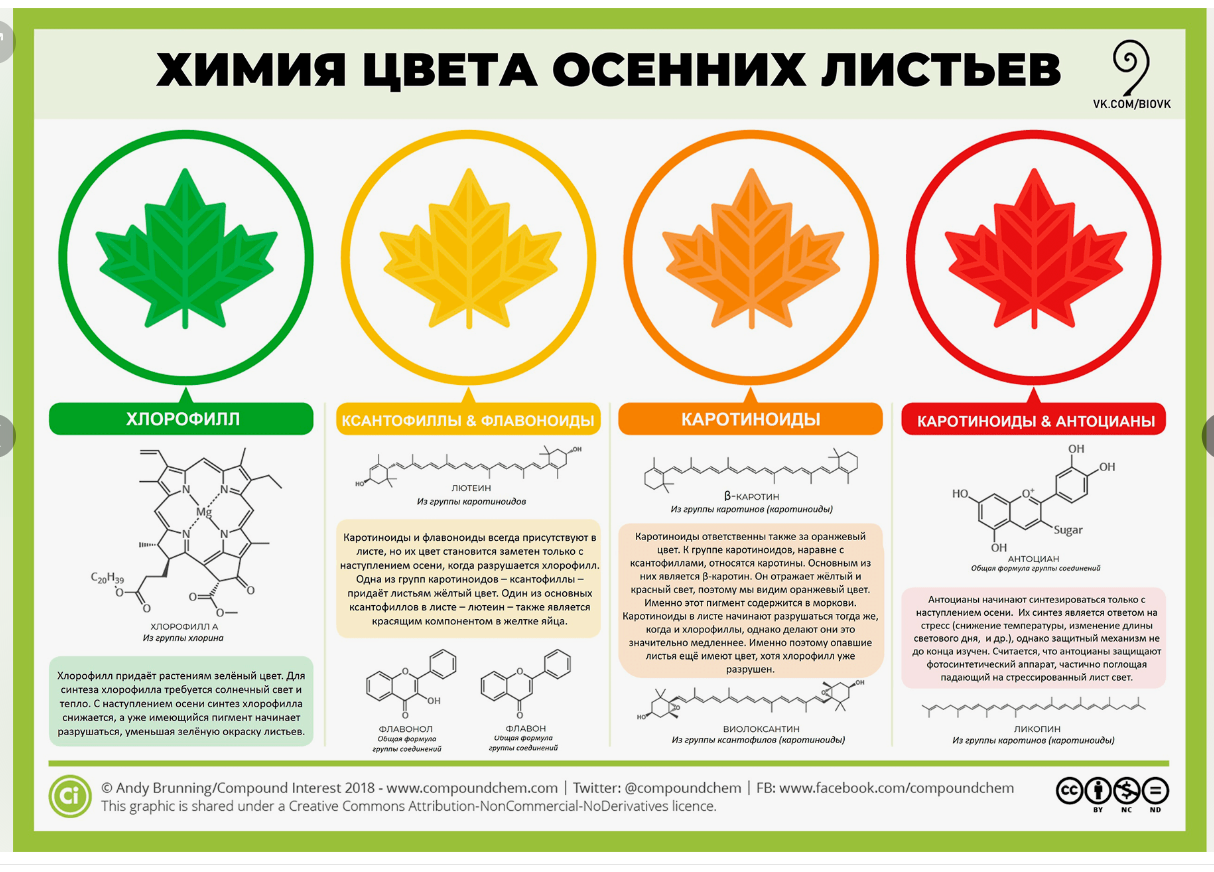 ХИМИЯ ЦВЕТА ОСЕННИХ ЛИСТЬЕВ
VK.COM/BIOVK
ХЛОРОФИЛЛ
Mg
N
N
N
N
C20H39
O
O
O
O
O
ХЛОРОФИЛЛ А
Из группы хлорина
Хлорофилл придаёт растениям зелёный цвет. Для
синтеза хлорофилла требуется солнечный свет и
тепло. С наступлением осени синтез хлорофилла
снижается, а уже имеющийся пигмент начинает
разрушаться, уменьшая зелёную окраску листьев.
КСАНТОФИЛЛЫ & ФЛАВОНОИДЫ
OH
HO
ЛЮТЕИН
Из группы каротиноидов
Каротиноиды и флавоноиды всегда присутствуют в
листе, но их цвет становится заметен только с
наступлением осени, когда разрушается хлорофилл.
Одна из групп каротиноидов – ксантофиллы –
придаёт листьям жёлтый цвет. Один из основных
ксантофиллов в листе – лютеин – также является
красящим компонентом в желтке яйца.
O
OH
O
ФЛАВОНОЛ
Общая формула
группы соединений
O
O
ФЛАВОН
Общая формула
группы соединений
КАРОТИНОИДЫ
β-КАРОТИН
Из группы каротинов (каротиноиды)
Каротиноиды ответственны также за оранжевый
цвет. К группе каротиноидов, наравне с
ксантофиллами, относятся каротины. Основным из
них является β-каротин. Он отражает жёлтый и
красный свет, поэтому мы видим оранжевый цвет.
Именно этот пигмент содержится в моркови.
Каротиноиды в листе начинают разрушаться тогда же,
когда и хлорофиллы, однако делают они это
значительно медленнее. Именно поэтому опавшие
листья ещё имеют цвет, хотя хлорофилл уже
разрушен.
OH
O
O
HO
ВИОЛОКСАНТИН
Из группы ксантофилов (каротиноиды)
КАРОТИНОИДЫ & АНТОЦИАНЫ
OH
OH
HO
O+
Sugar
OH
АНТОЦИАН
Общая формула группы соединений
Антоцианы начинают синтезироваться только с
наступлением осени. Их синтез является ответом на
стресс (снижение температуры, изменение длины
светового дня, и др.), однако защитный механизм не
до конца изучен. Считается, что антоцианы защищают
фотосинтетический аппарат, частично поглощая
падающий на стрессированный лист свет.
ЛИКОПИН
Из группы каротинов (каротиноиды)
Ci
© Andy Brunning/Compound Interest 2018 - www.compoundchem.com | Twitter: @compoundchem | FB: www.facebook.com/compoundchem
This graphic is shared under a Creative Commons Attribution-NonCommercial-NoDerivatives licence.
cc
BY NC ND